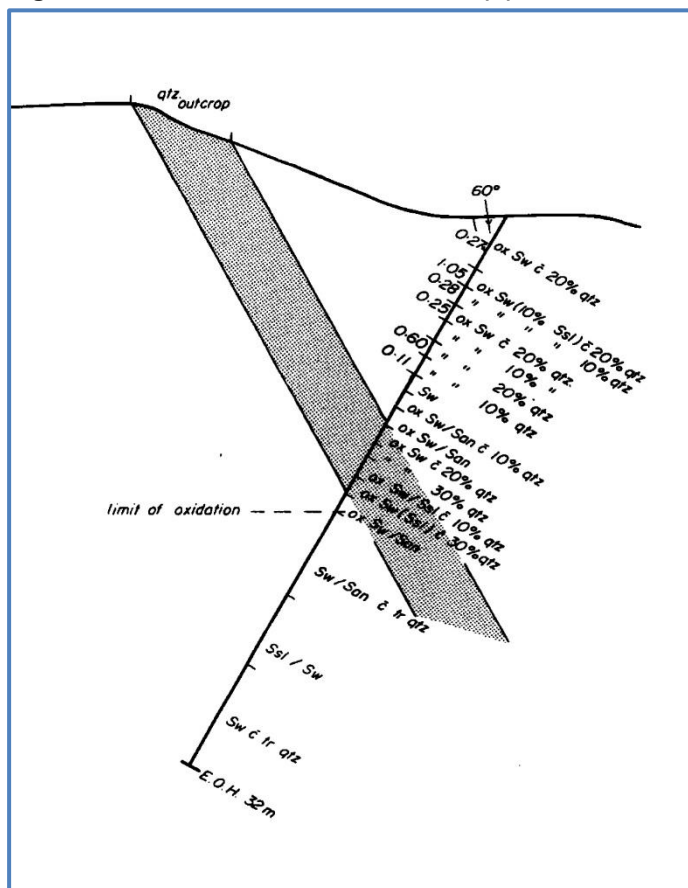 qtz.
outcrop
60°
0·27 ox Sw c̄ 20% qtz
1·05
0·28 ox Sw (10% Ssl) c̄ 20% qtz
0·25 " " " " 10% qtz
ox Sw c̄ 20% qtz
0·60 " " 10% "
0·11 " " 20% qtz
" " 10% qtz
Sw
ox Sw/San c̄ 10% qtz
ox Sw/San
ox Sw c̄ 20% qtz
" " 30% qtz
ox Sw/Ssl c̄ 10% qtz
ox Sw(Ssl) c̄ 30% qtz
limit of oxidation
ox Sw/San
Sw/San c̄ tr qtz
Ssl / Sw
Sw c̄ tr qtz
E.O.H. 32m